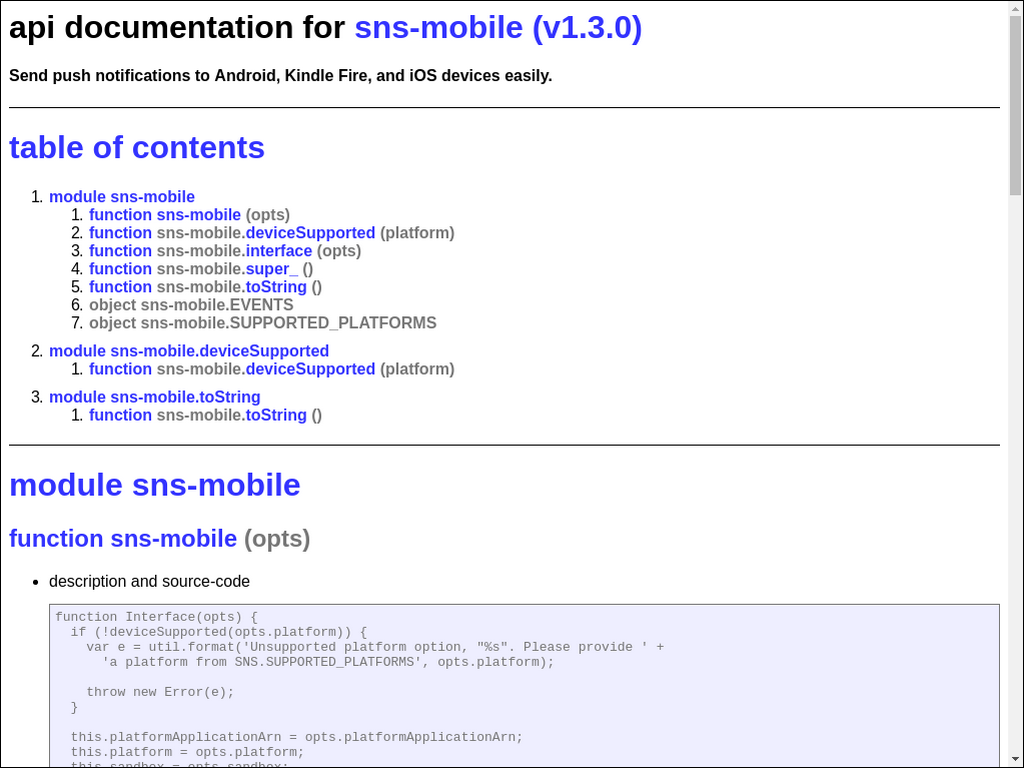 api documentation for sns-mobile (v1.3.0)
Send push notifications to Android, Kindle Fire, and iOS devices easily.
table of contents
1. module sns-mobile
1. function sns-mobile (opts)
2. function sns-mobile.deviceSupported (platform)
3. function sns-mobile.interface (opts)
4. function sns-mobile.super_ ()
5. function sns-mobile.toString ()
6. object sns-mobile.EVENTS
7. object sns-mobile.SUPPORTED_PLATFORMS
2. module sns-mobile.deviceSupported
1. function sns-mobile.deviceSupported (platform)
3. module sns-mobile.toString
1. function sns-mobile.toString ()
module sns-mobile
function sns-mobile (opts)
• description and source-code
function Interface(opts) {
if (!deviceSupported(opts.platform)) {
var e = util.format('Unsupported platform option, "%s". Please provide ' +
'a platform from SNS.SUPPORTED_PLATFORMS', opts.platform);
throw new Error(e);
}
this.platformApplicationArn = opts.platformApplicationArn;
this.platform = opts.platform;
this.sandbox = opts.sandbox;